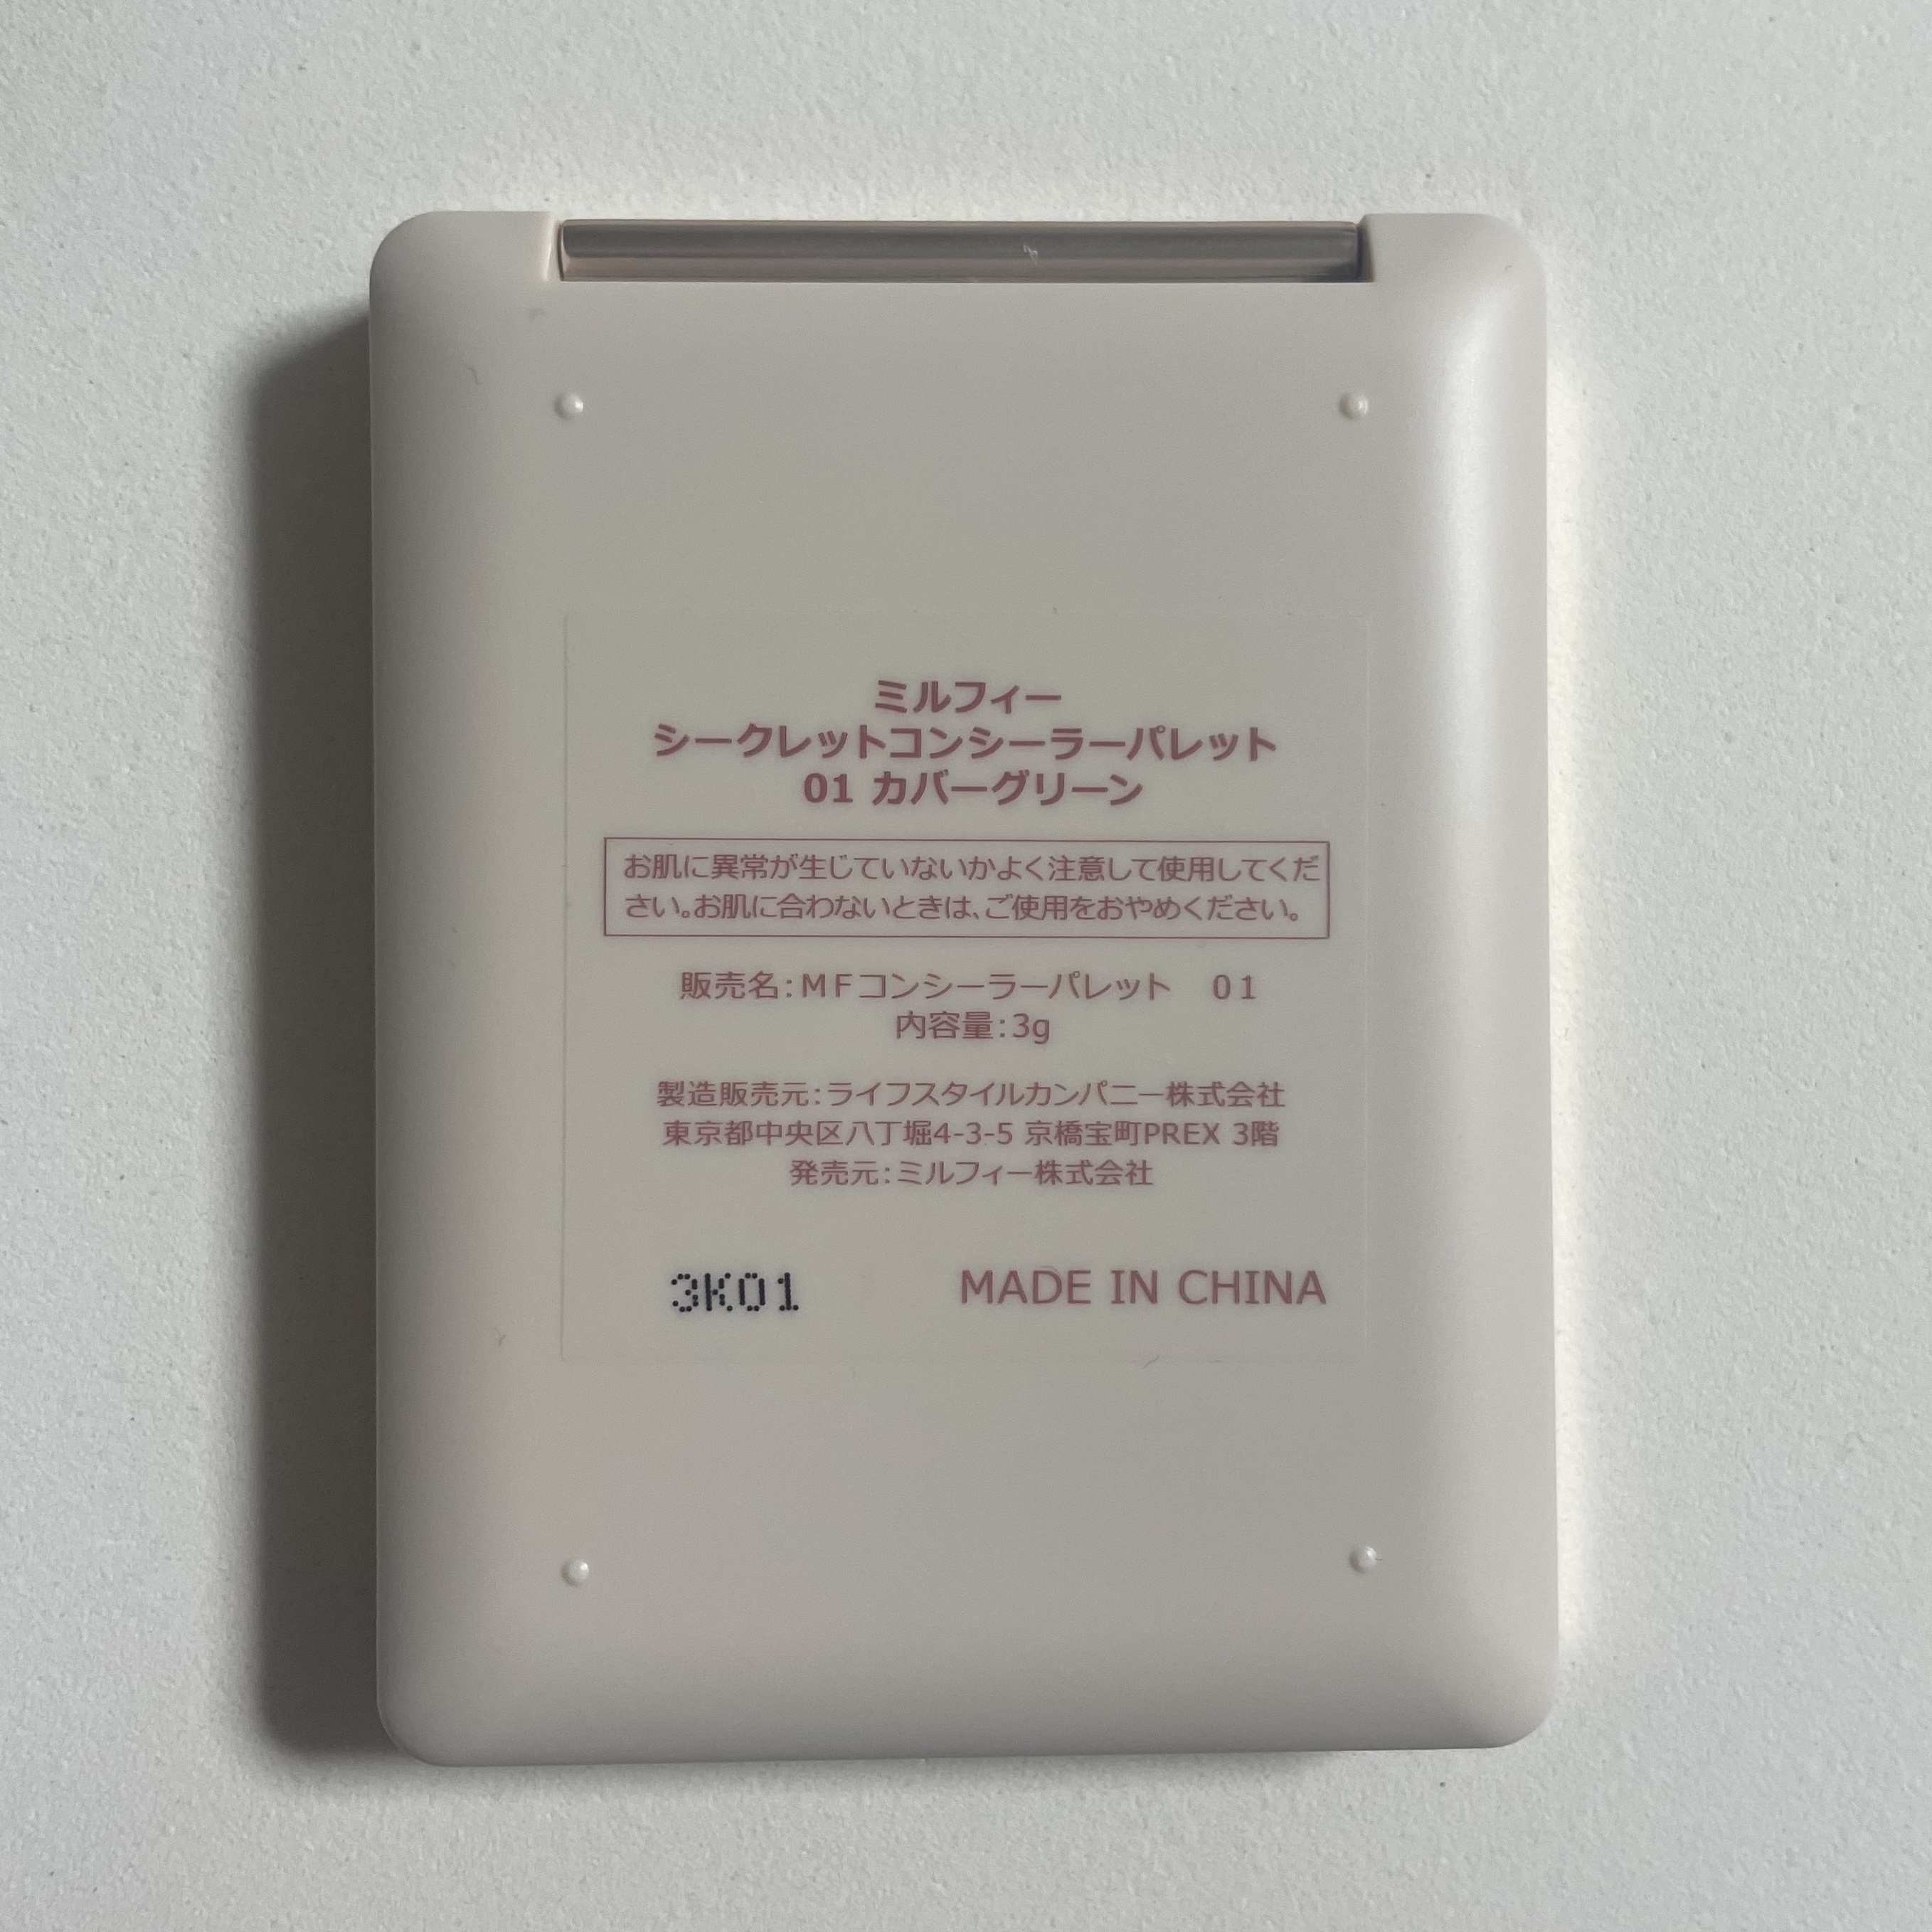 ミルフィー
シークレットコンシーラーパレット
01 カバーグリーン
お肌に異常が生じていないかよく注意して使用してくだ
さい。お肌に合わないときは、ご使用をおやめください。
販売名:ＭＦコンシーラーパレット　０１
内容量:3g
製造販売元:ライフスタイルカンパニー株式会社
東京都中央区八丁堀4-3-5 京橋宝町PREX 3階
発売元:ミルフィー株式会社
3K01 MADE IN CHINA